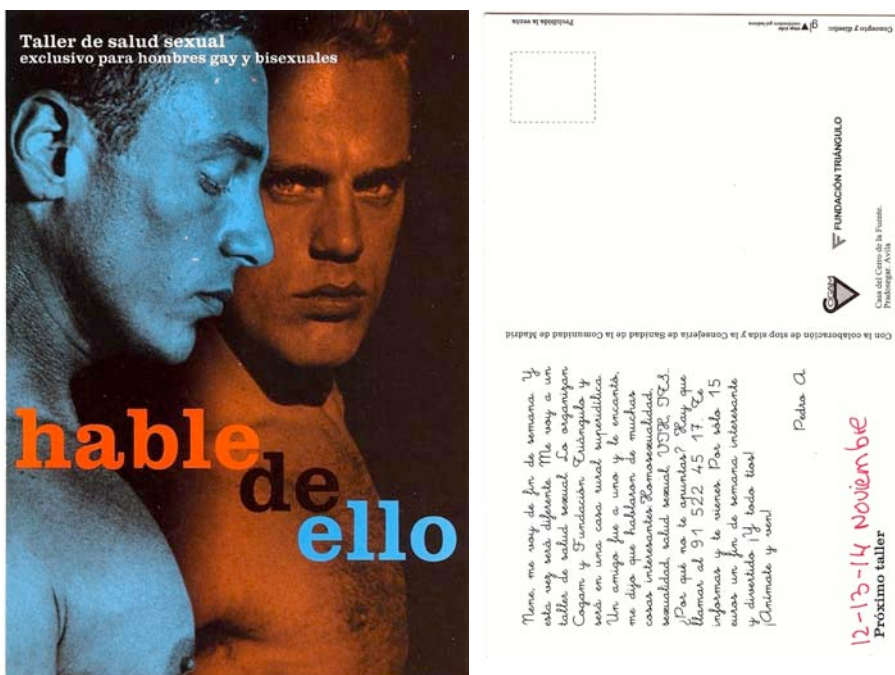 Taller de salud sexual
exclusivo para hombres gay y bisexuales
hable
de
ello
Prohibida la venta
Concepto y diseño:
FUNDACIÓN TRIÁNGULO
COGAM
Casa del Cerro de la Fuente.
Pradosegar. Avila
Con la colaboración de stop sida y la Consejería de Sanidad de la Comunidad de Madrid
Nene, me voy de fin de semana Y
esta vez será diferente Me voy a un
taller de salud sexual Lo organizan
Cogam y Fundación Triángulo y
será en una casa rural superidílica
Un amigo fue a uno y le encantó,
me dijo que hablaron de muchas
cosas interesantes Homosexualidad,
sexualidad, salud sexual, VIH, ITS.
¿Por qué no te apuntas? Hay que
llamar al 91 522 45 17. Te
informas y te vienes. Por sólo 15
euros un fin de semana interesante
y divertido ¡Y todo tíos!
¡Anímate y ven!
Pedro A
12-13-14 NOVIEMBRE
Próximo taller